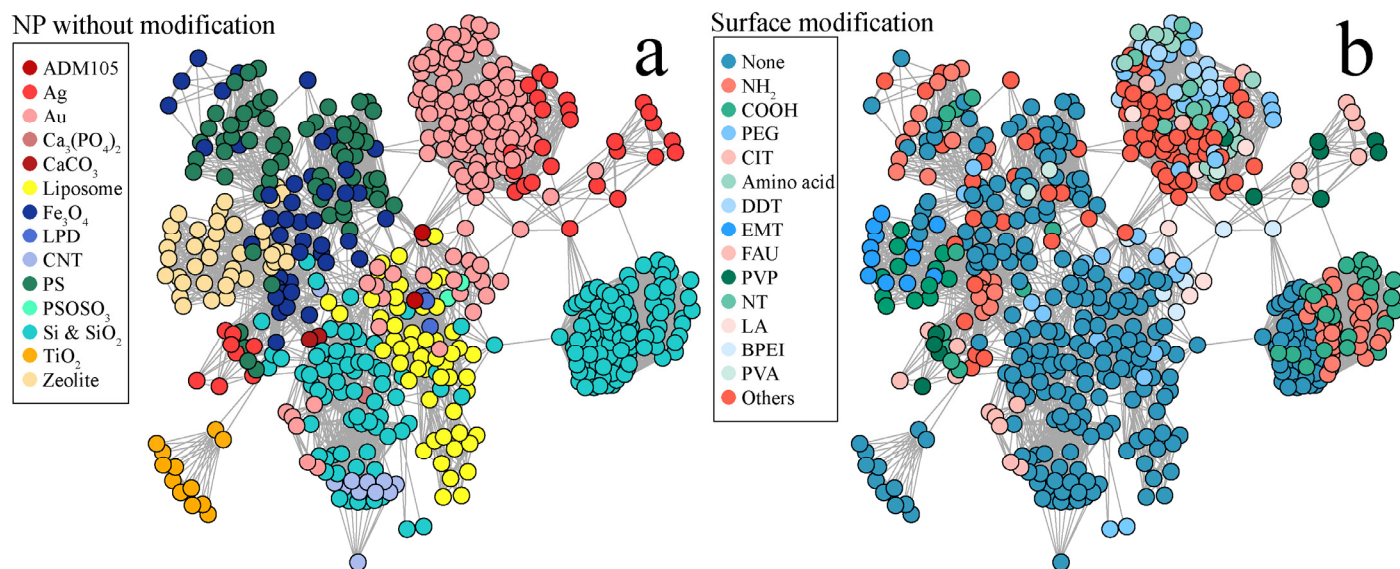 NP without modification
ADM105
Ag
Au
Ca₃(PO₄)₂
CaCO₃
Liposome
Fe₃O₄
LPD
CNT
PS
PSOSO₃
Si & SiO₂
TiO₂
Zeolite
a
Surface modification
None
NH₂
COOH
PEG
CIT
Amino acid
DDT
EMT
FAU
PVP
NT
LA
BPEI
PVA
Others
b